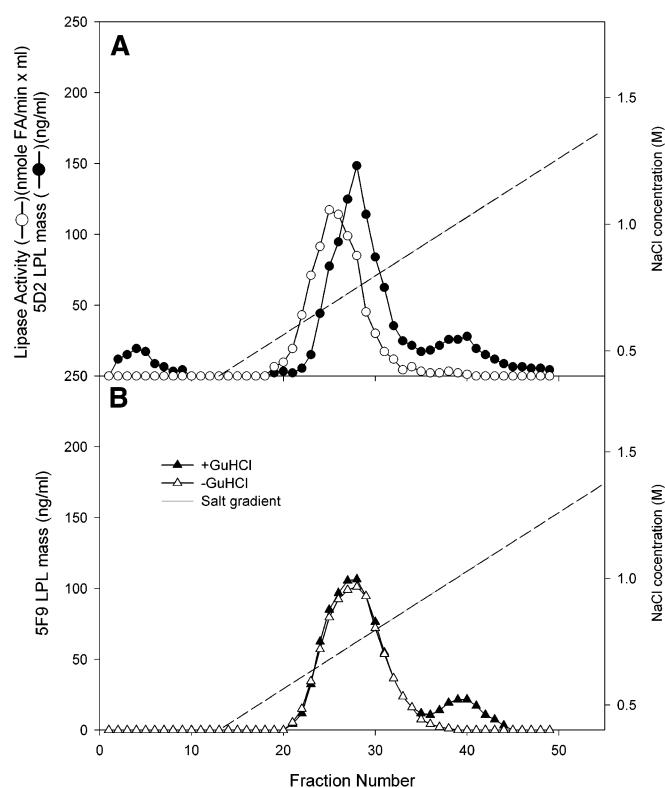 A
250
200
150
100
50
250
Lipase Activity (—○—)(nmole FA/min x ml)
5D2 LPL mass (—●—)(ng/ml)
1.5
1.0
0.5
NaCl concentration (M)
B
200
150
100
50
0
5F9 LPL mass (ng/ml)
+GuHCl
-GuHCl
Salt gradient
1.5
1.0
0.5
NaCl cocentration (M)
0
10
20
30
40
50
Fraction Number